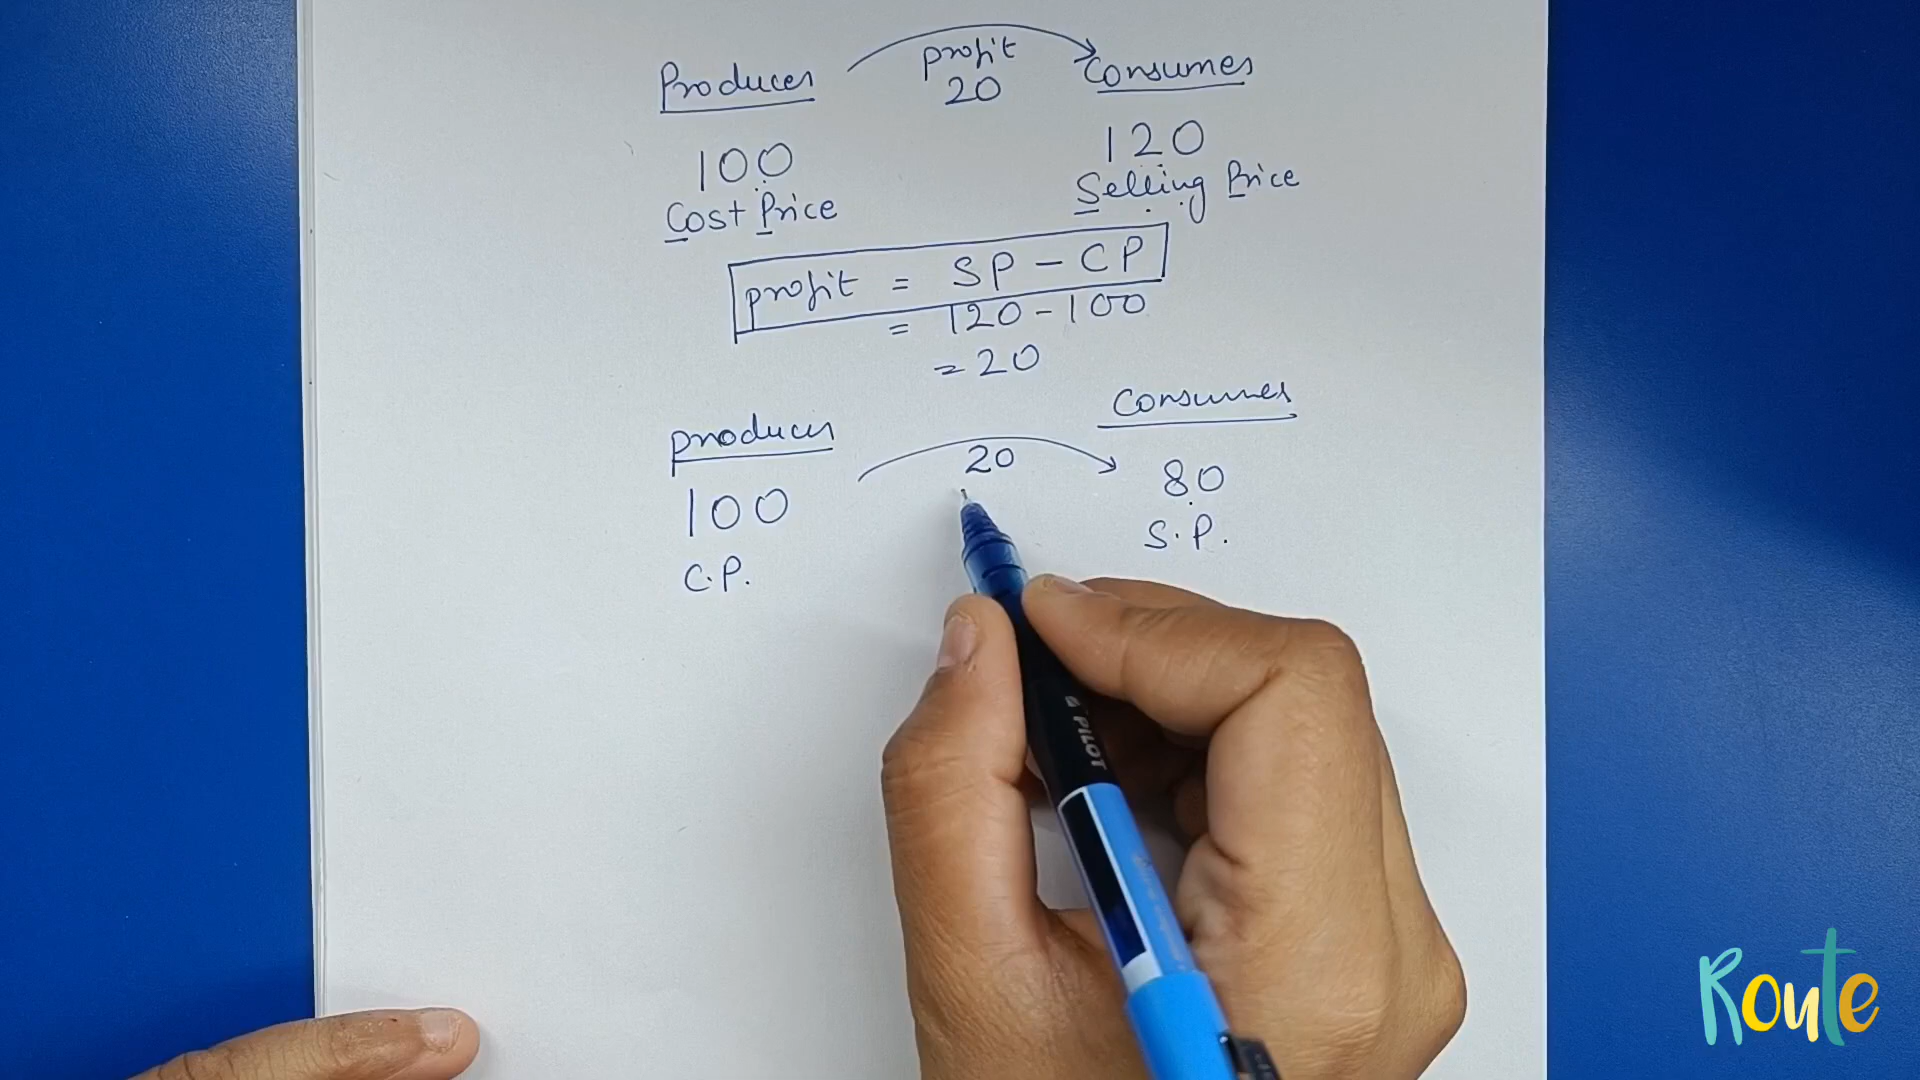 Producer profit Consumer
20
100 120
Cost Price Selling Price
profit = SP - CP
= 120 - 100
= 20
producer Consumer
20
100 80
C.P. S.P.
PILOT
Route